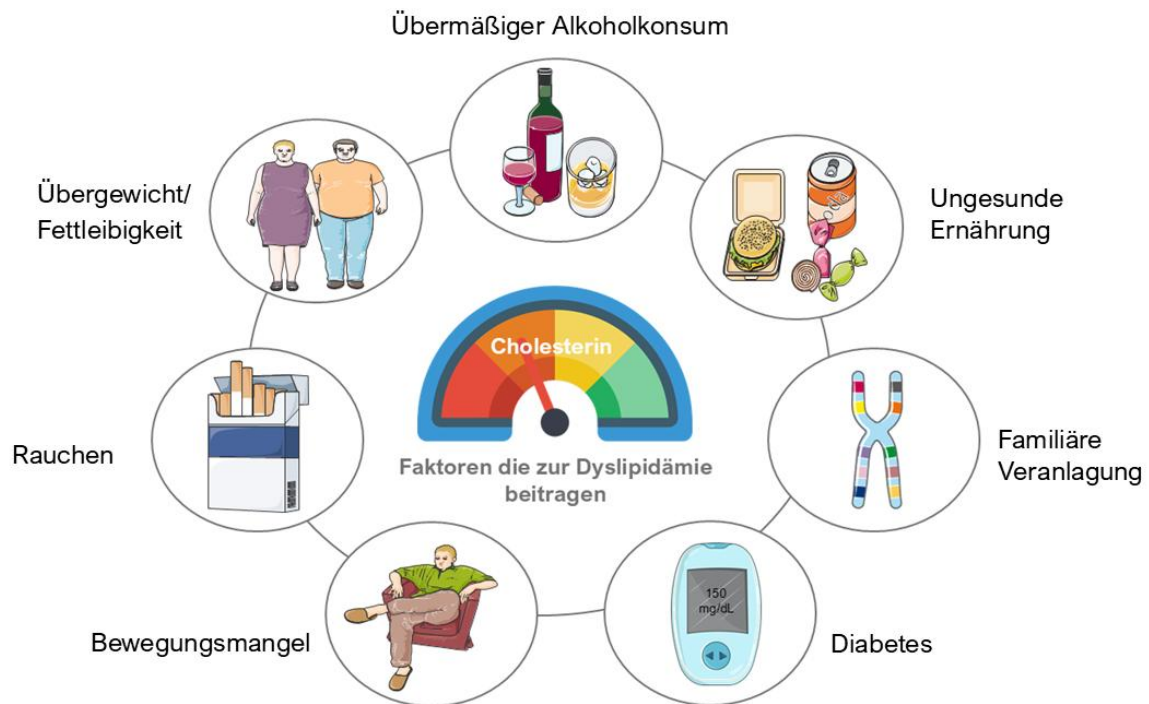 Übermäßiger Alkoholkonsum
Übergewicht/
Fettleibigkeit
Ungesunde
Ernährung
Cholesterin
Faktoren die zur Dyslipidämie
beitragen
Rauchen
Familiäre
Veranlagung
Bewegungsmangel
150
mg/dL
Diabetes